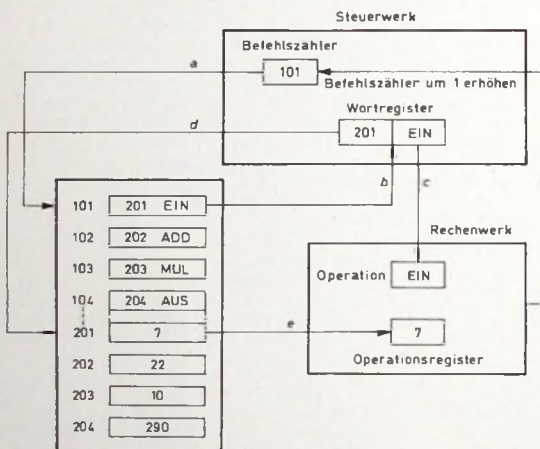 Steuerwerk
Befehlszähler
a
101
Befehlszähler um 1 erhöhen
Wortregister
d
201 EIN
b c
101 201 EIN
102 202 ADD
103 203 MUL
104 204 AUS
201 7
202 22
203 10
204 290
e
Rechenwerk
Operation EIN
7
Operationsregister